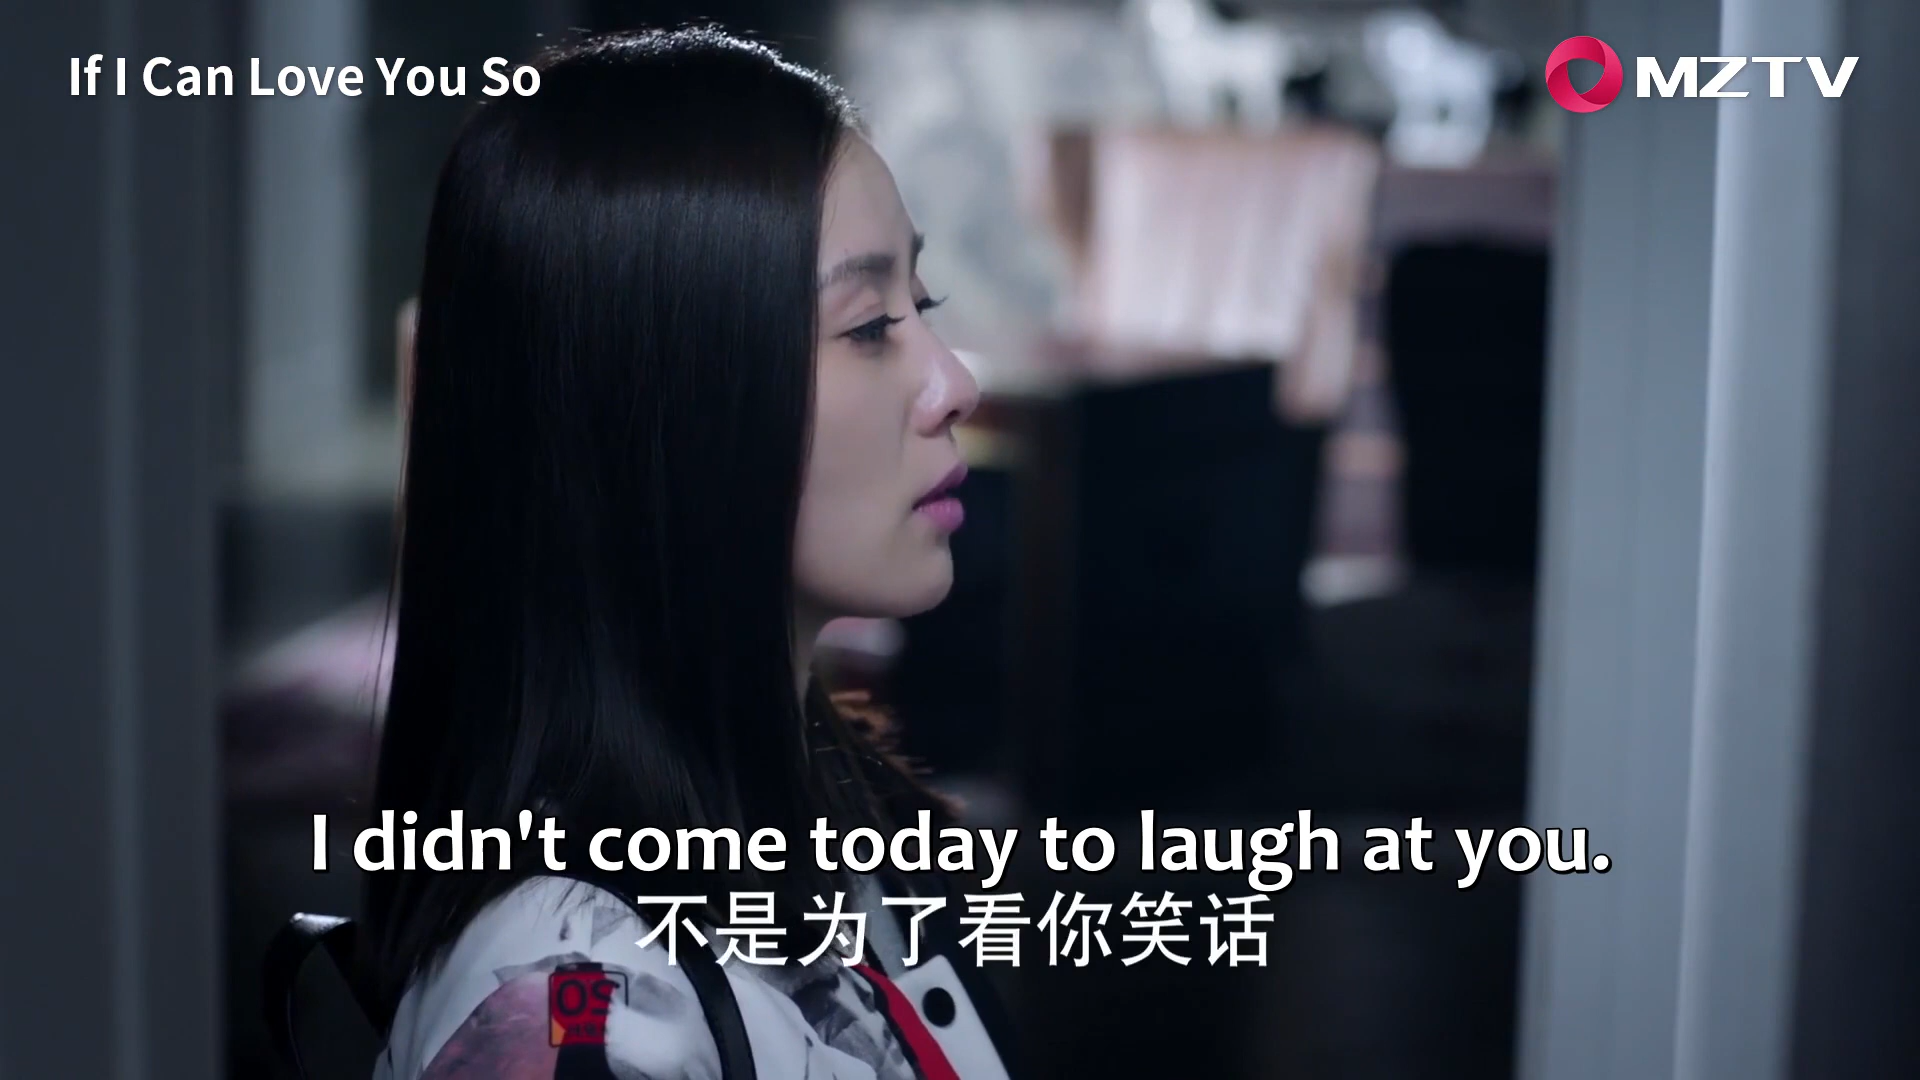 If I Can Love You So
MZTV
I didn't come today to laugh at you.
不是为了看你笑话